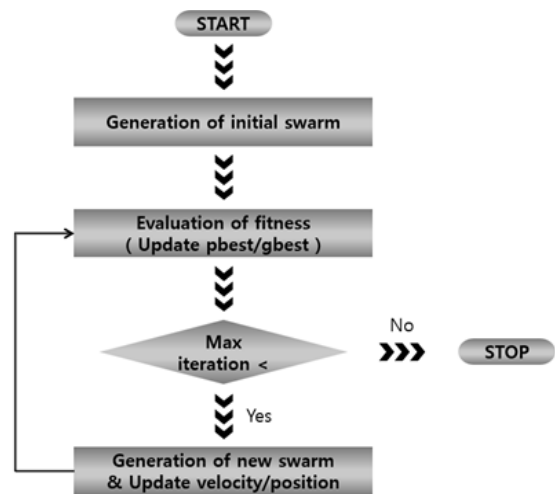 START
Generation of initial swarm
Evaluation of fitness
( Update pbest/gbest )
Max
iteration <
No
STOP
Yes
Generation of new swarm
& Update velocity/position